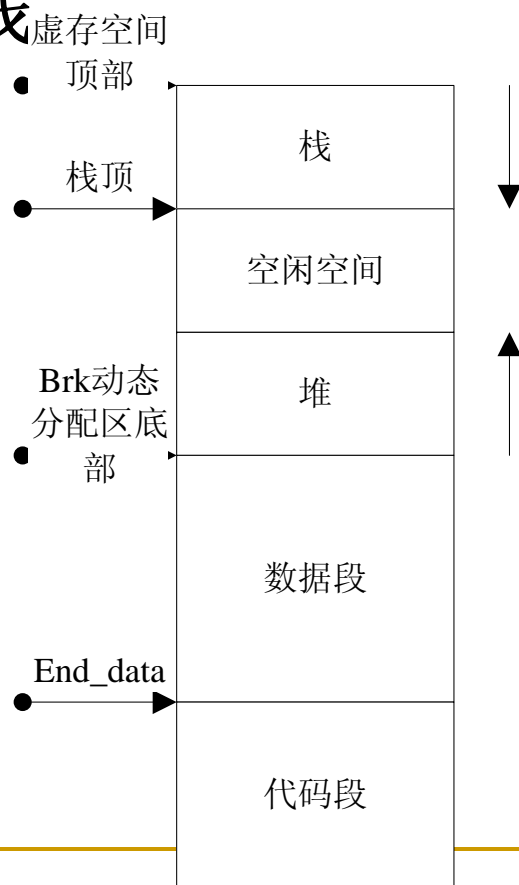 虚存空间
顶部
栈
栈顶
空闲空间
Brk动态
分配区底
部
堆
数据段
End_data
代码段